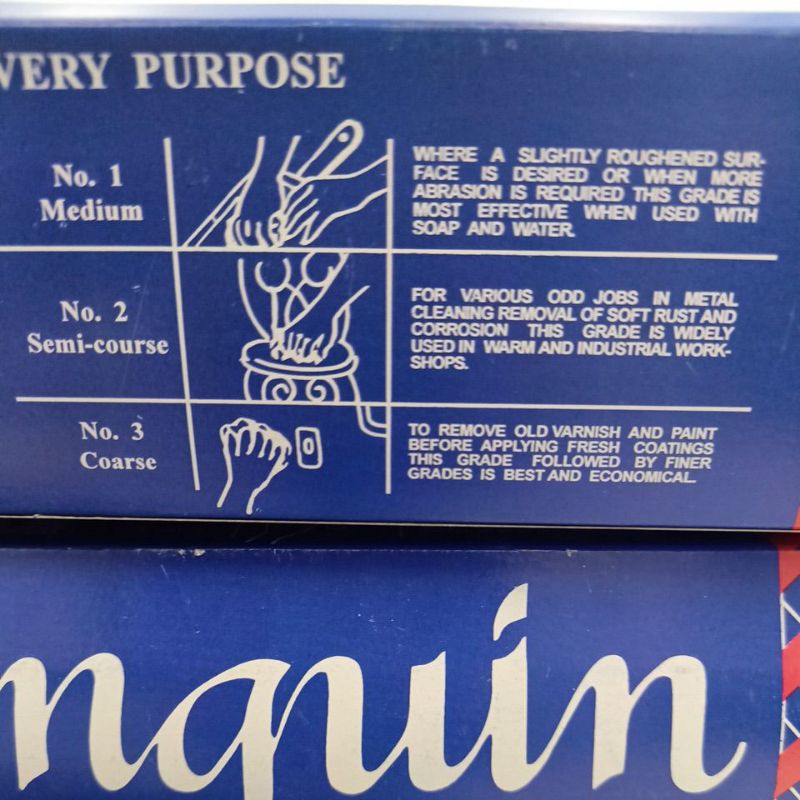 VERY PURPOSE
No. 1
Medium
WHERE A SLIGHTLY ROUGHENED SUR-
FACE IS DESIRED OR WHEN MORE
ABRASION IS REQUIRED THIS GRADE IS
MOST EFFECTIVE WHEN USED WITH
SOAP AND WATER.
No. 2
Semi-course
FOR VARIOUS ODD JOBS IN METAL
CLEANING REMOVAL OF SOFT RUST AND
CORROSION THIS GRADE IS WIDELY
USED IN WARM AND INDUSTRIAL WORK-
SHOPS.
No. 3
Coarse
TO REMOVE OLD VARNISH AND PAINT
BEFORE APPLYING FRESH COATINGS
THIS GRADE FOLLOWED BY FINER
GRADES IS BEST AND ECONOMICAL.
nguin